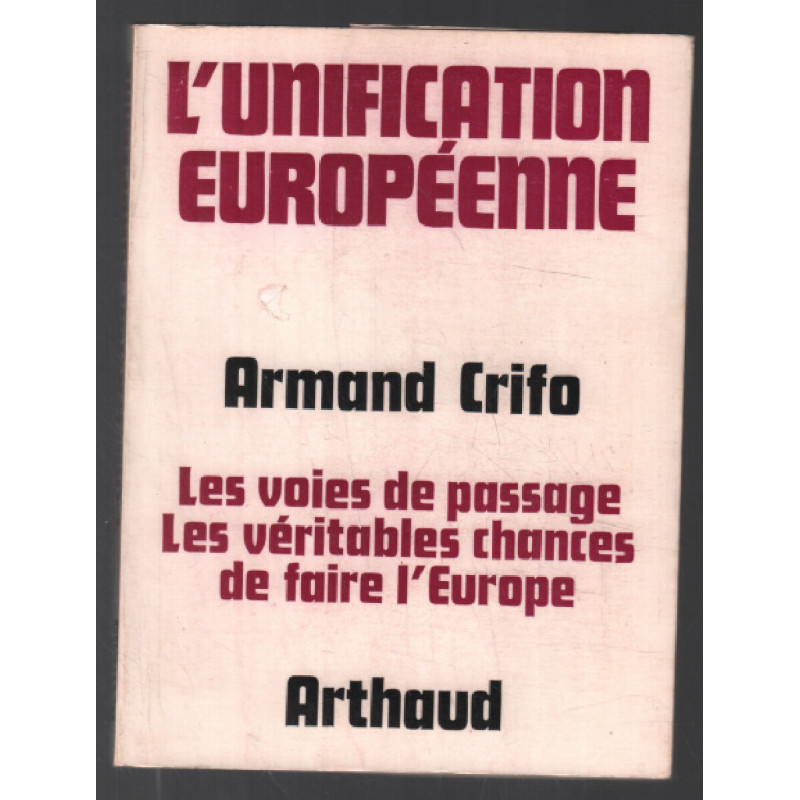 L'UNIFICATION
EUROPÉENNE
Armand Crifo
Les voies de passage
Les véritables chances
de faire l'Europe
Arthaud